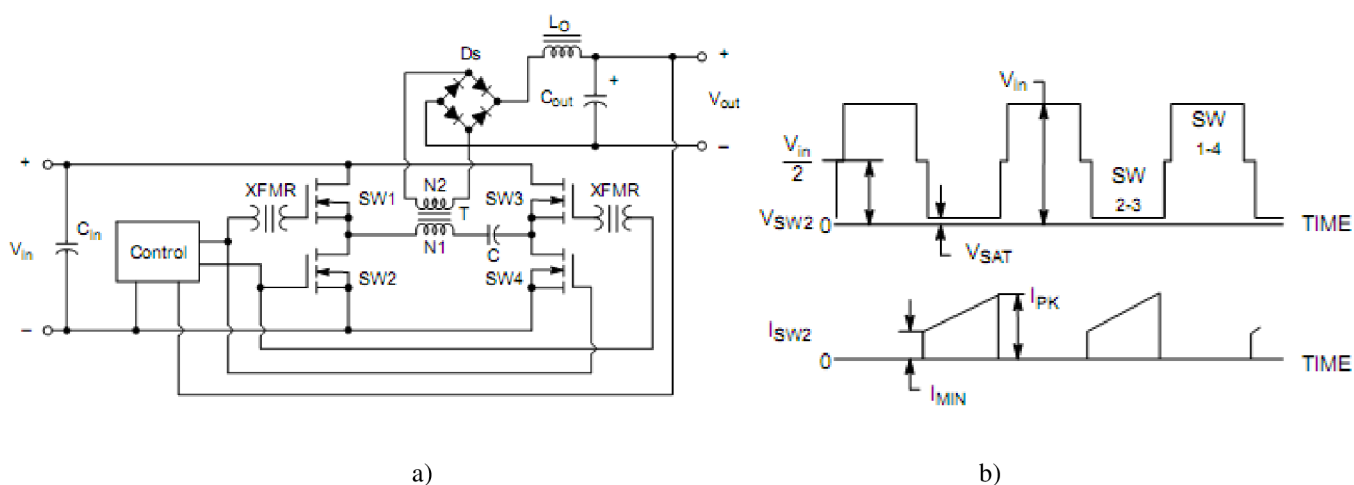 LO
Ds
+
+
Cout
Vout
−
+
XFMR
SW1
N2
T
SW3
XFMR
Cin
Vin
Control
N1
C
SW2
SW4
−
Vin
SW
1-4
Vin
2
SW
2-3
VSW2 0
TIME
VSAT
IPK
ISW2
0
TIME
IMIN
a)
b)